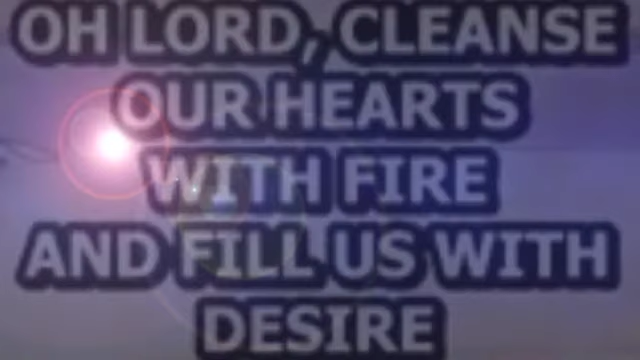 OH LORD, CLEANSE
OUR HEARTS
WITH FIRE
AND FILL US WITH
DESIRE